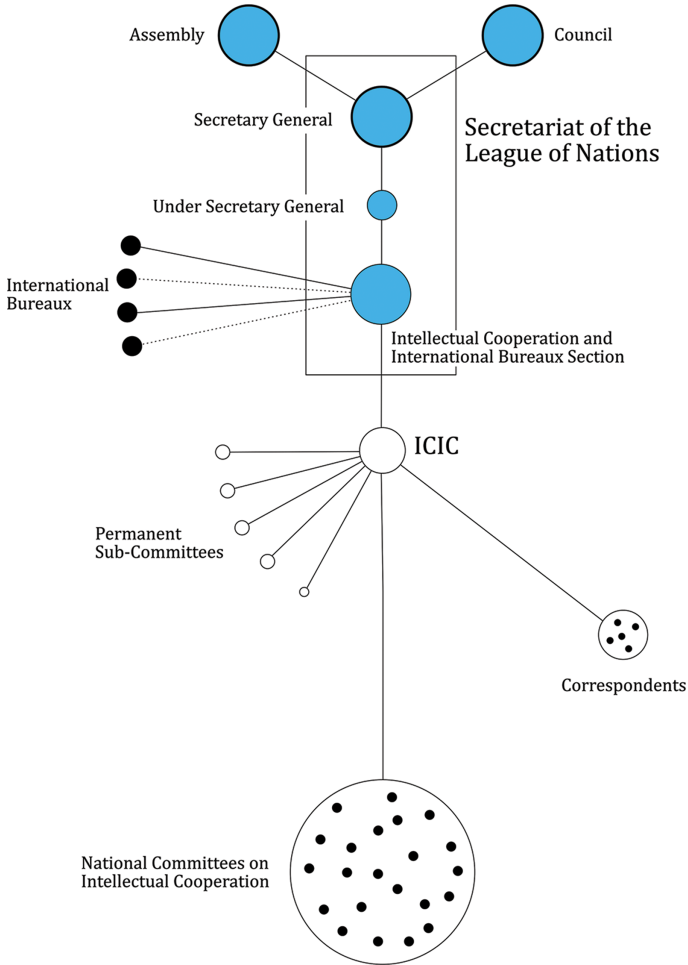 Assembly
Council
Secretary General
Secretariat of the
League of Nations
Under Secretary General
International
Bureaux
Intellectual Cooperation and
International Bureaux Section
ICIC
Permanent
Sub-Committees
Correspondents
National Committees on
Intellectual Cooperation